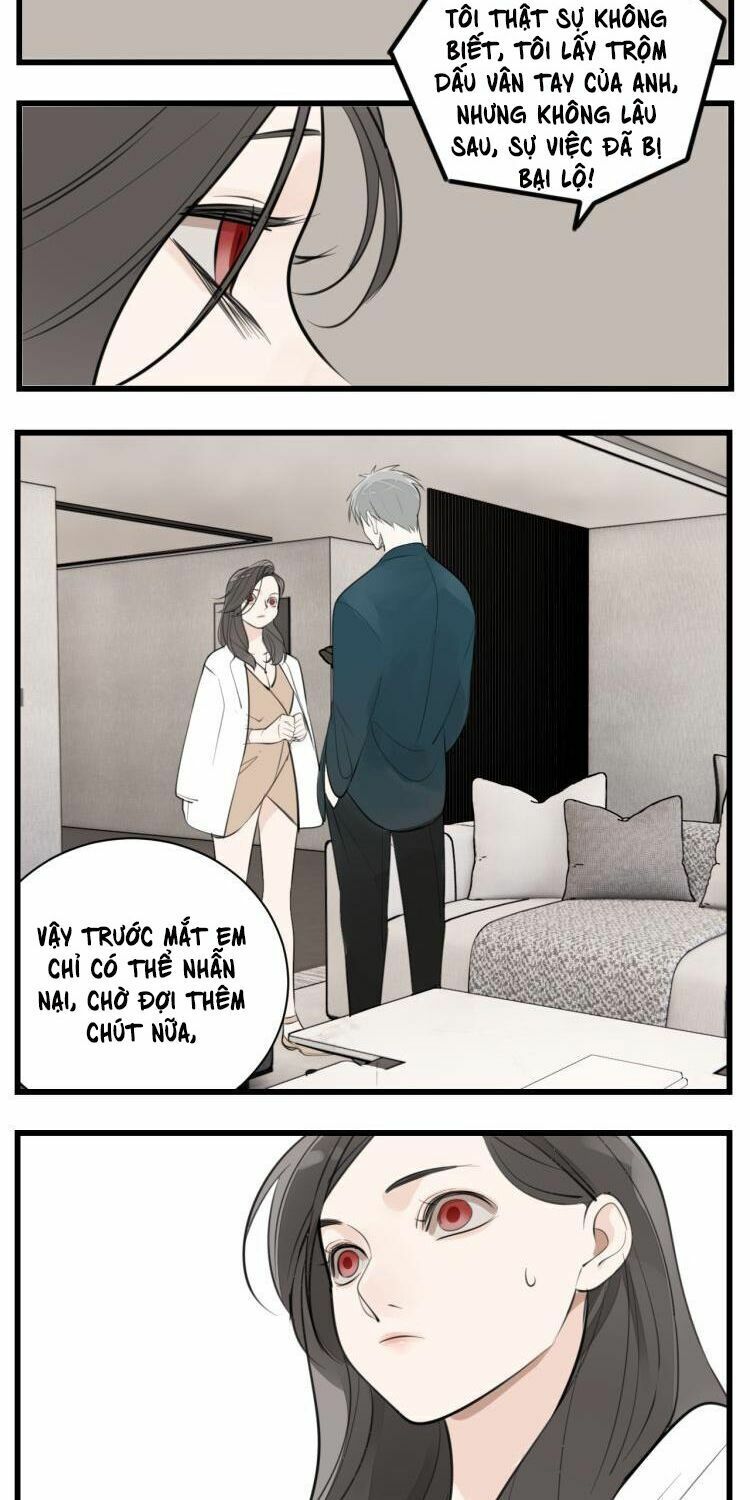 TÔI THẬT SỰ KHÔNG
BIẾT, TÔI LẤY TRỘM
DẤU VÂN TAY CỦA ANH,
NHƯNG KHÔNG LÂU
SAU, SỰ VIỆC ĐÃ BỊ
BẠI LỘ!
VẬY TRƯỚC MẮT EM
CHỈ CÓ THỂ NHẪN
NẠI, CHỜ ĐỢI THÊM
CHÚT NỮA,